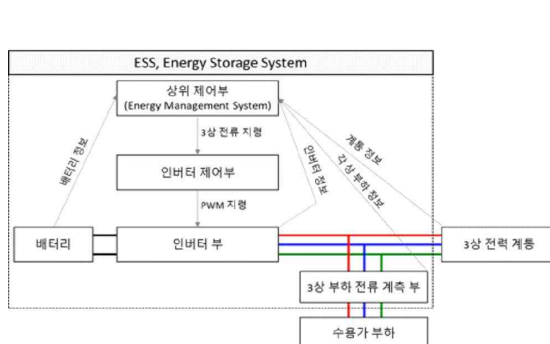 ESS, Energy Storage System
상위 제어부
(Energy Management System)
3상 전류 지령
배터리 정보
인버터 정보
계통 정보
각 상 부하 정보
인버터 제어부
PWM 지령
배터리
인버터 부
3상 전력 계통
3상 부하 전류 계측 부
수용가 부하